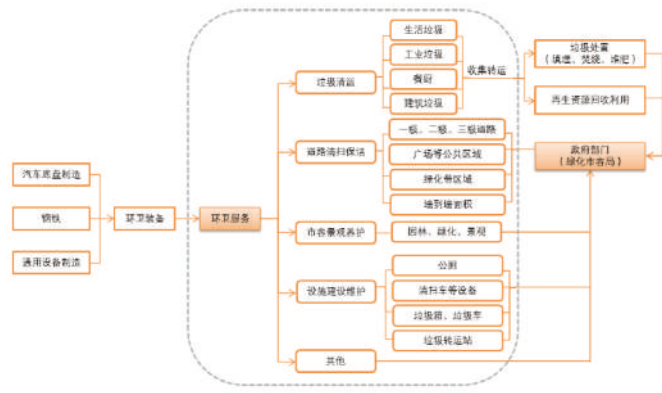 汽车底盘制造
钢铁
通用设备制造
环卫装备
环卫服务
垃圾清运
道路清扫保洁
市容景观养护
设施建设维护
其他
生活垃圾
工业垃圾
餐厨
建筑垃圾
一级、二级、三级道路
广场等公共区域
绿化带区域
墙到墙面积
园林、绿化、景观
公厕
清扫车等设备
垃圾箱、垃圾车
垃圾转运站
收集转运
垃圾处置
（填埋、焚烧、堆肥）
再生资源回收利用
政府部门
（绿化市容局）